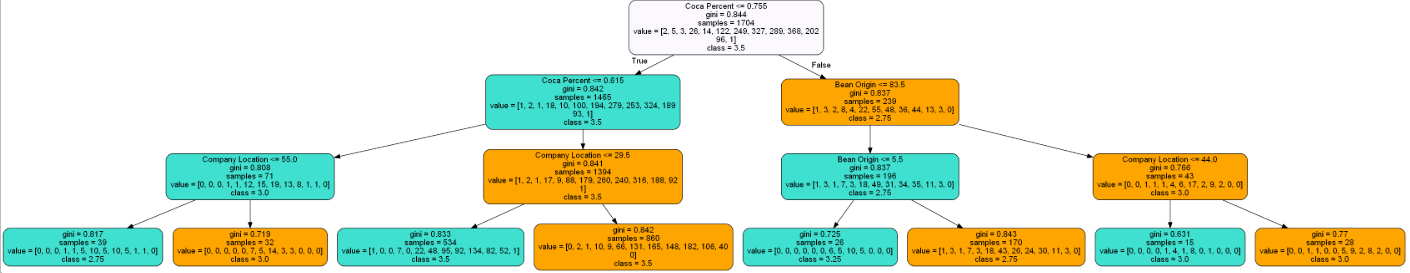 Coca Percent <= 0.755
gini = 0.844
samples = 1704
value = [2, 5, 3, 26, 14, 122, 249, 327, 289, 368, 202
96, 1]
class = 3.5
True
False
Coca Percent <= 0.615
gini = 0.842
samples = 1465
value = [1, 2, 1, 18, 10, 100, 194, 279, 253, 324, 189
93, 1]
class = 3.5
Bean Origin <= 83.5
gini = 0.837
samples = 239
value = [1, 3, 2, 8, 4, 22, 55, 48, 36, 44, 13, 3, 0]
class = 2.75
Company Location <= 55.0
gini = 0.808
samples = 71
value = [0, 0, 0, 1, 1, 12, 15, 19, 13, 8, 1, 1, 0]
class = 3.0
Company Location <= 29.5
gini = 0.841
samples = 1394
value = [1, 2, 1, 17, 9, 88, 179, 260, 240, 316, 188, 92
1]
class = 3.5
Bean Origin <= 5.5
gini = 0.837
samples = 196
value = [1, 3, 1, 7, 3, 18, 49, 31, 34, 35, 11, 3, 0]
class = 2.75
Company Location <= 44.0
gini = 0.766
samples = 43
value = [0, 0, 1, 1, 1, 4, 6, 17, 2, 9, 2, 0, 0]
class = 3.0
gini = 0.817
samples = 39
value = [0, 0, 0, 1, 1, 5, 10, 5, 10, 5, 1, 1, 0]
class = 2.75
gini = 0.719
samples = 32
value = [0, 0, 0, 0, 0, 7, 5, 14, 3, 3, 0, 0, 0]
class = 3.0
gini = 0.833
samples = 534
value = [1, 0, 0, 7, 0, 22, 48, 95, 92, 134, 82, 52, 1]
class = 3.5
gini = 0.842
samples = 860
value = [0, 2, 1, 10, 9, 66, 131, 165, 148, 182, 106, 40
0]
class = 3.5
gini = 0.725
samples = 26
value = [0, 0, 0, 0, 0, 0, 6, 5, 10, 5, 0, 0, 0]
class = 3.25
gini = 0.843
samples = 170
value = [1, 3, 1, 7, 3, 18, 43, 26, 24, 30, 11, 3, 0]
class = 2.75
gini = 0.631
samples = 15
value = [0, 0, 0, 0, 1, 4, 1, 8, 0, 1, 0, 0, 0]
class = 3.0
gini = 0.77
samples = 28
value = [0, 0, 1, 1, 0, 0, 5, 9, 2, 8, 2, 0, 0]
class = 3.0